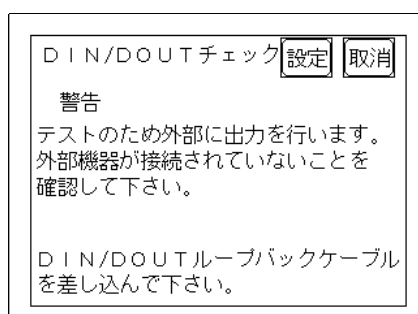 ＤＩＮ/ＤＯＵＴチェック 設定 取消
警告
テストのため外部に出力を行います。
外部機器が接続されていないことを
確認して下さい。
ＤＩＮ/ＤＯＵＴループバックケーブル
を差し込んで下さい。